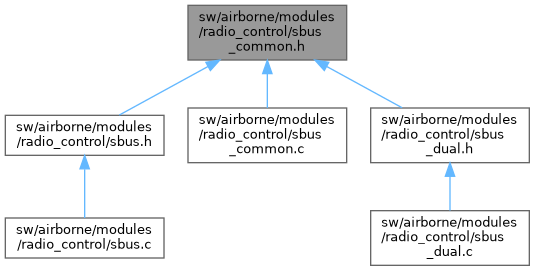 sw/airborne/modules
/radio_control/sbus
_common.h
sw/airborne/modules
/radio_control/sbus.h
sw/airborne/modules
/radio_control/sbus
_common.c
sw/airborne/modules
/radio_control/sbus
_dual.h
sw/airborne/modules
/radio_control/sbus.c
sw/airborne/modules
/radio_control/sbus
_dual.c